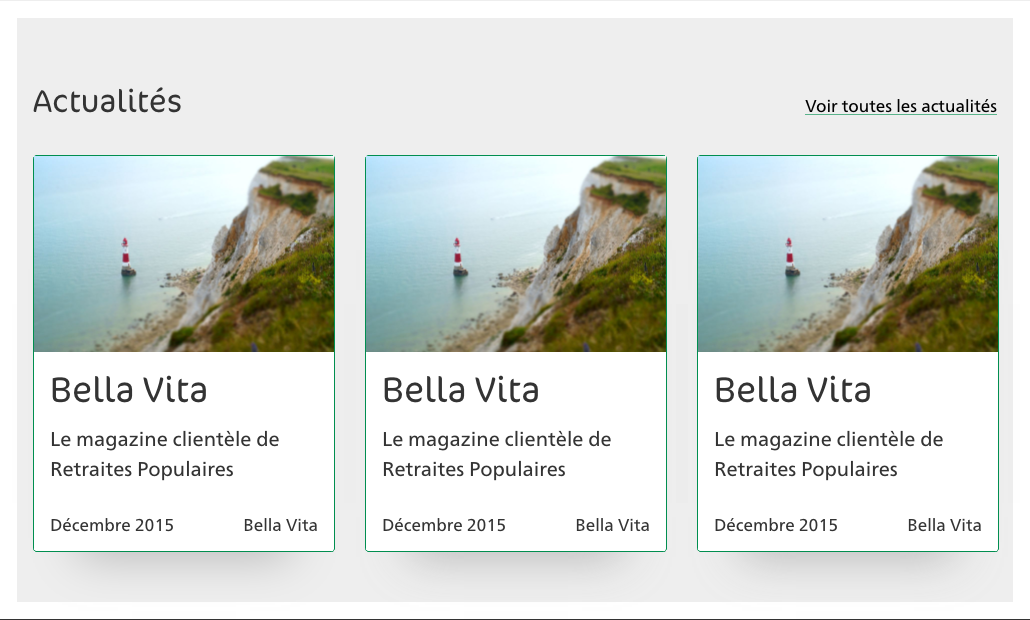 Actualités
Voir toutes les actualités
Bella Vita
Le magazine clientèle de
Retraites Populaires
Décembre 2015 Bella Vita
Bella Vita
Le magazine clientèle de
Retraites Populaires
Décembre 2015 Bella Vita
Bella Vita
Le magazine clientèle de
Retraites Populaires
Décembre 2015 Bella Vita